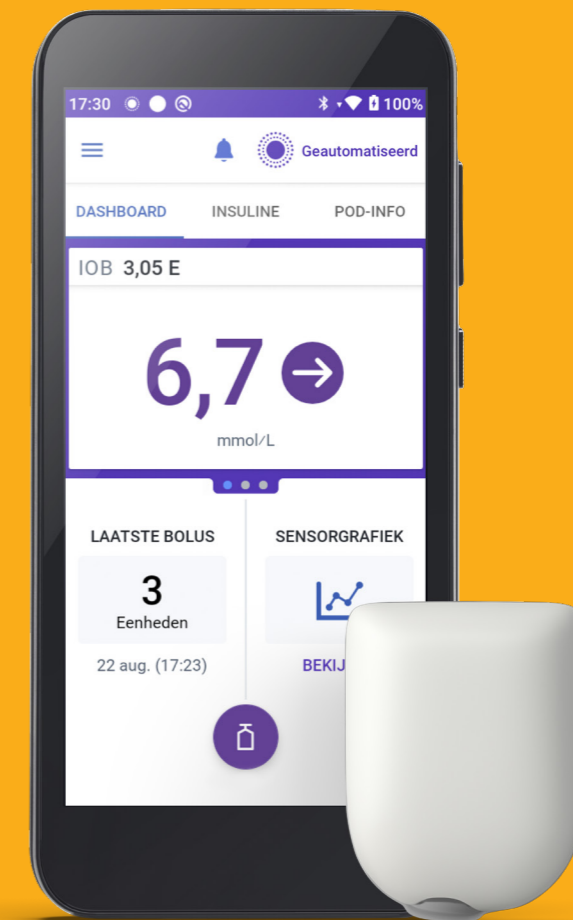 17:30 100%
Geautomatiseerd
DASHBOARD INSULINE POD-INFO
IOB 3,05 E
6,7
mmol/L
LAATSTE BOLUS SENSORGRAFIEK
3
Eenheden
22 aug. (17:23)